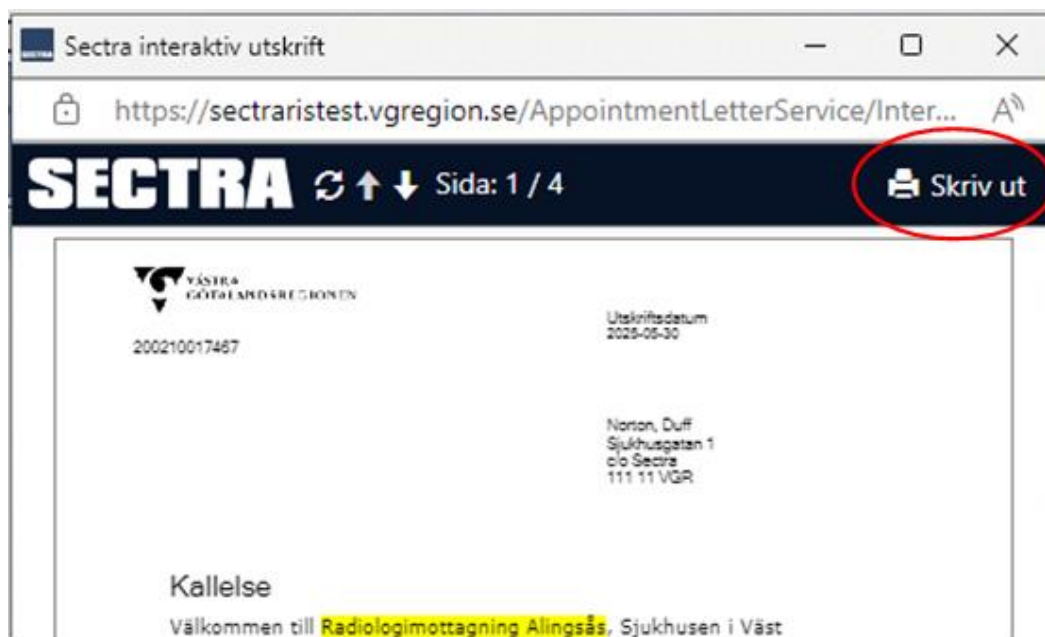 Sectra interaktiv utskrift
https://sectraristest.vgregion.se/AppointmentLetterService/Inter...
SECTRA Sida: 1 / 4 Skriv ut
VÄSTRA
GÖTALANDSREGIONEN
Utskriftsdatum
2025-05-30
200210017467
Norton, Duff
Sjukhusgatan 1
c/o Sectra
111 11 VGR
Kallelse
Välkommen till Radiologimottagning Alingsås, Sjukhusen i Väst